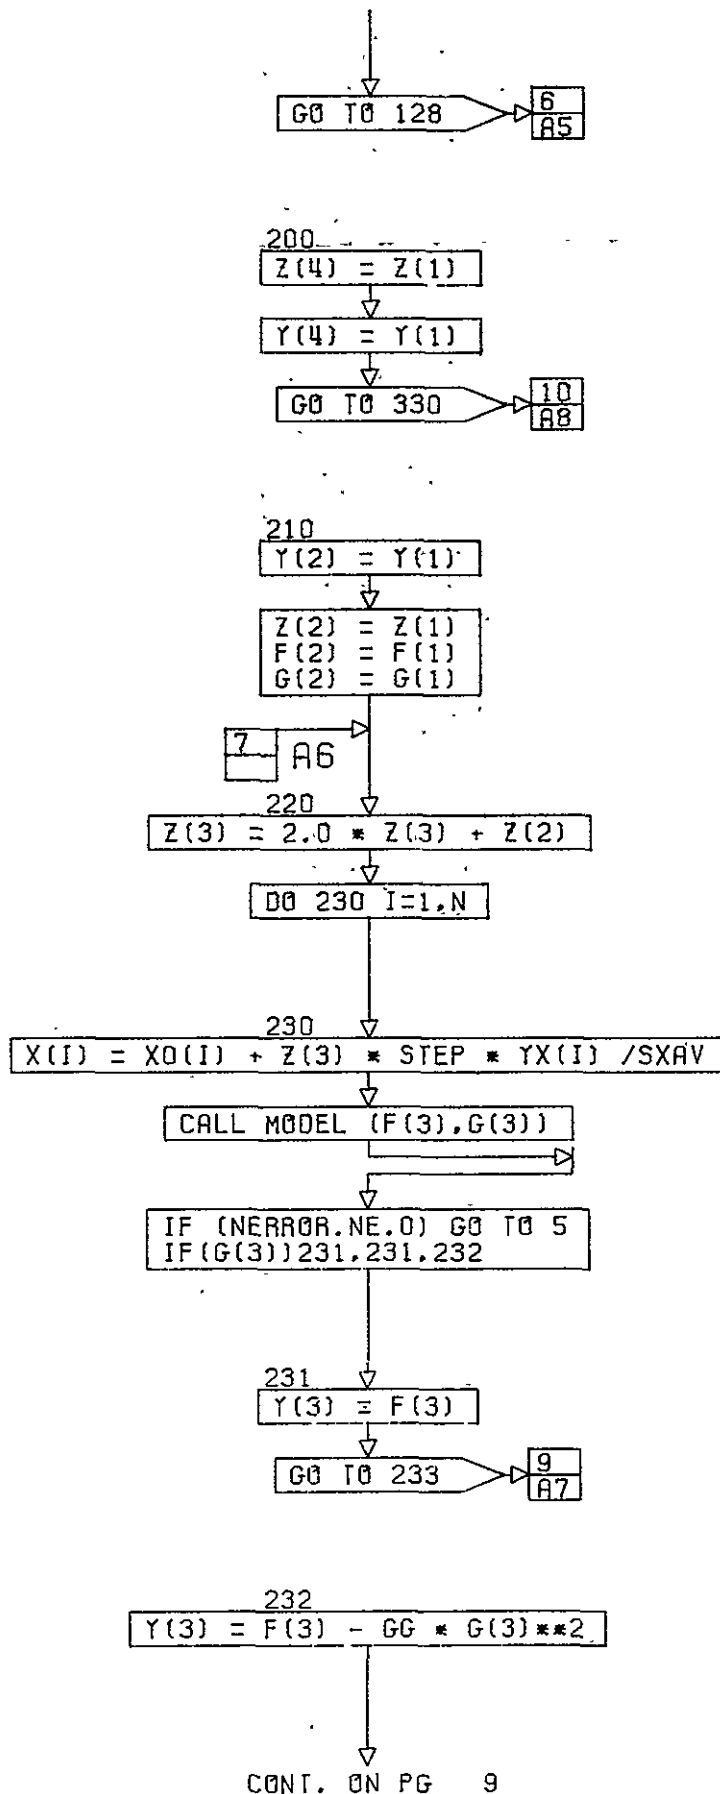 GO TO 128
6
A5
200
Z(4) = Z(1)
Y(4) = Y(1)
GO TO 330
10
A8
210
Y(2) = Y(1)
Z(2) = Z(1)
F(2) = F(1)
G(2) = G(1)
7
A6
220
Z(3) = 2.0 * Z(3) + Z(2)
DO 230 I=1,N
230
X(I) = XO(I) + Z(3) * STEP * YX(I) /SXAV
CALL MODEL (F(3),G(3))
IF (NERROR.NE.0) GO TO 5
IF(G(3))231,231,232
231
Y(3) = F(3)
GO TO 233
9
A7
232
Y(3) = F(3) - GG * G(3)**2
CONT. ON PG 9